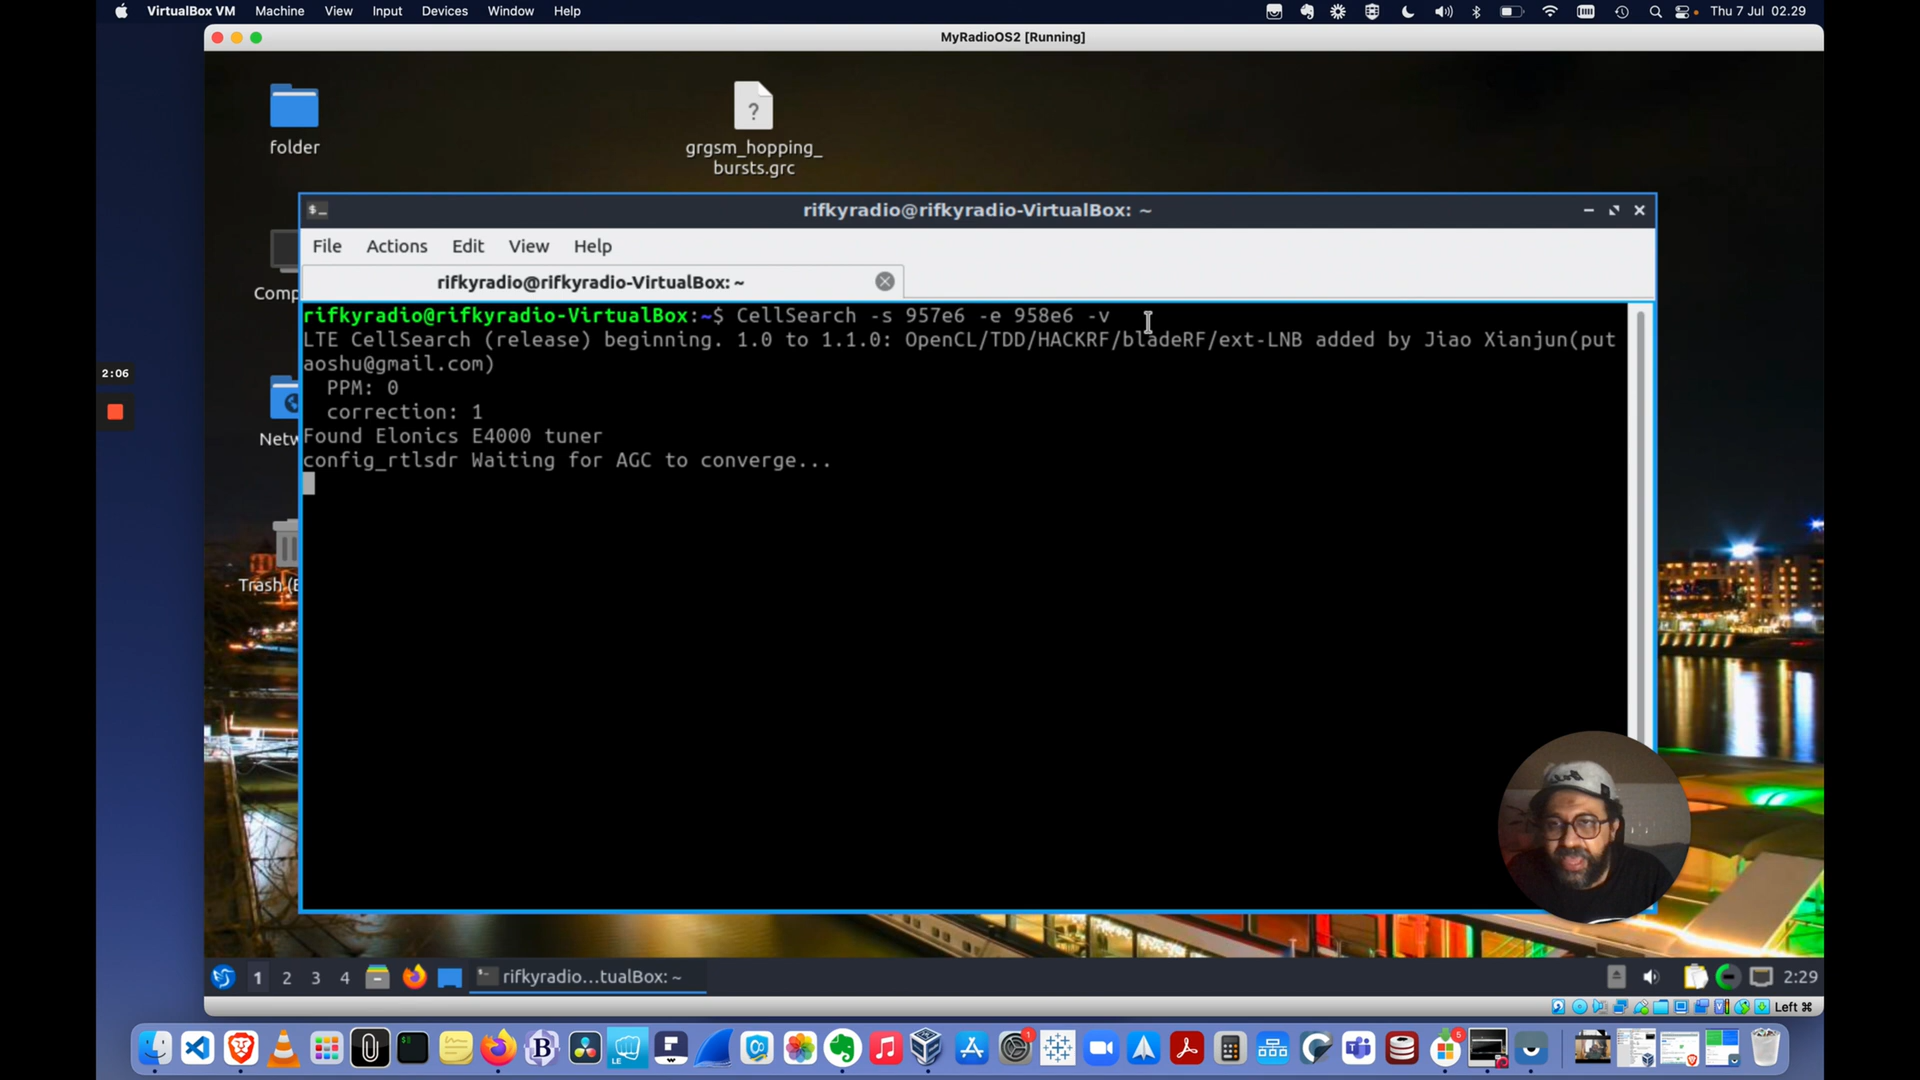 VirtualBox VM Machine View Input Devices Window Help
Thu 7 Jul 02.29
MyRadioOS2 [Running]
folder
?
grgsm_hopping_
bursts.grc
rifkyradio@rifkyradio-VirtualBox: ~
File Actions Edit View Help
rifkyradio@rifkyradio-VirtualBox: ~
Comp
Netw
Trash (E
2:06
rifkyradio@rifkyradio-VirtualBox:~$ CellSearch -s 957e6 -e 958e6 -v
LTE CellSearch (release) beginning. 1.0 to 1.1.0: OpenCL/TDD/HACKRF/bladeRF/ext-LNB added by Jiao Xianjun(put
aoshu@gmail.com)
PPM: 0
correction: 1
Found Elonics E4000 tuner
config_rtlsdr Waiting for AGC to converge...
1 2 3 4 rifkyradio...tualBox: ~ 2:29
Left ⌘
LE
1
5